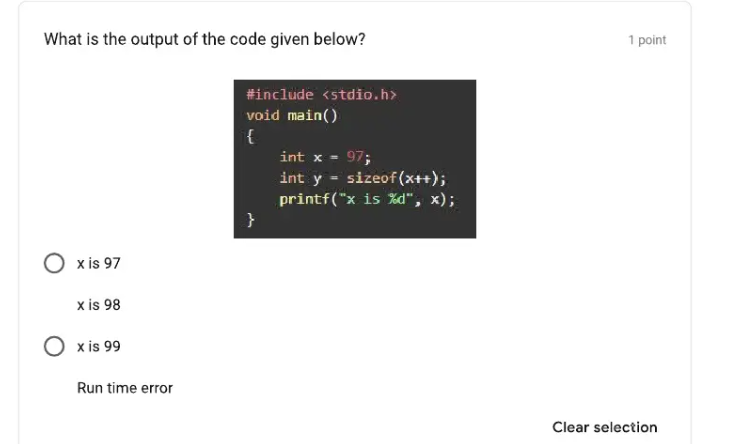 What is the output of the code given below?
1 point
#include <stdio.h>
void main()
{
int x = 97;
int y = sizeof(x++);
printf("x is %d", x);
}
x is 97
x is 98
x is 99
Run time error
Clear selection